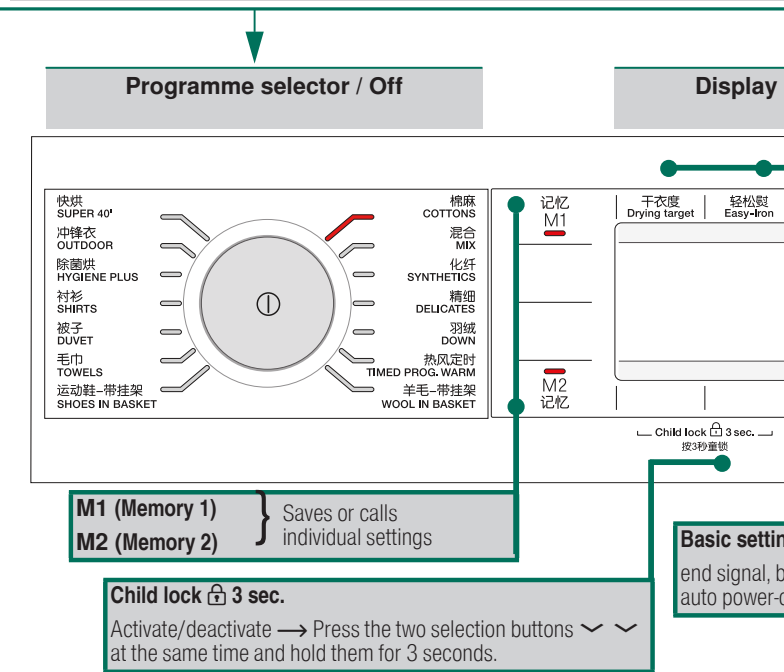 Programme selector / Off
Display
快烘
SUPER 40'
冲锋衣
OUTDOOR
除菌烘
HYGIENE PLUS
衬衫
SHIRTS
被子
DUVET
毛巾
TOWELS
运动鞋-带挂架
SHOES IN BASKET
棉麻
COTTONS
混合
MIX
化纤
SYNTHETICS
精细
DELICATES
羽绒
DOWN
热风定时
TIMED PROG. WARM
羊毛-带挂架
WOOL IN BASKET
记忆
M1
M2
记忆
干衣度
Drying target
轻松熨
Easy-Iron
Child lock 3 sec.
按3秒童锁
M1 (Memory 1)
M2 (Memory 2)
Saves or calls
individual settings
Child lock 3 sec.
Activate/deactivate → Press the two selection buttons
at the same time and hold them for 3 seconds.
Basic settin
end signal, b
auto power-